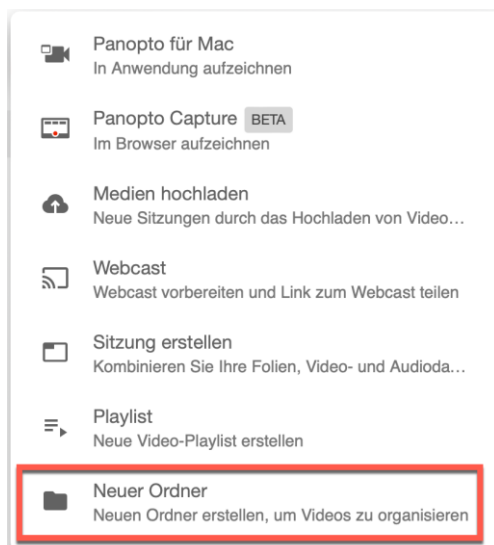 Panopto für Mac
In Anwendung aufzeichnen
Panopto Capture BETA
Im Browser aufzeichnen
Medien hochladen
Neue Sitzungen durch das Hochladen von Video…
Webcast
Webcast vorbereiten und Link zum Webcast teilen
Sitzung erstellen
Kombinieren Sie Ihre Folien, Video- und Audioda…
Playlist
Neue Video-Playlist erstellen
Neuer Ordner
Neuen Ordner erstellen, um Videos zu organisieren